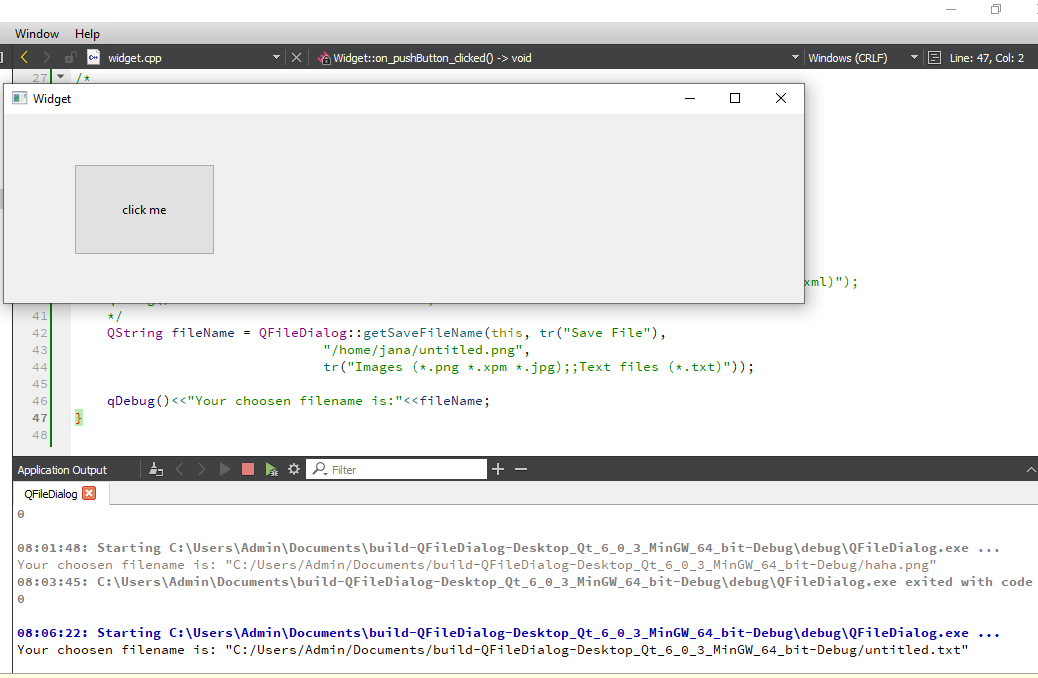 Window Help
widget.cpp Widget::on_pushButton_clicked() -> void Windows (CRLF) Line: 47, Col: 2
27 /*
Widget
click me
xml)");
41 */
42 QString fileName = QFileDialog::getSaveFileName(this, tr("Save File"),
43 "/home/jana/untitled.png",
44 tr("Images (*.png *.xpm *.jpg);;Text files (*.txt)"));
45
46 qDebug()<<"Your choosen filename is:"<<fileName;
47 }
48
Application Output Filter
QFileDialog
0
08:01:48: Starting C:\Users\Admin\Documents\build-QFileDialog-Desktop_Qt_6_0_3_MinGW_64_bit-Debug\debug\QFileDialog.exe ...
Your choosen filename is: "C:/Users/Admin/Documents/build-QFileDialog-Desktop_Qt_6_0_3_MinGW_64_bit-Debug/haha.png"
08:03:45: C:\Users\Admin\Documents\build-QFileDialog-Desktop_Qt_6_0_3_MinGW_64_bit-Debug\debug\QFileDialog.exe exited with code
0
08:06:22: Starting C:\Users\Admin\Documents\build-QFileDialog-Desktop_Qt_6_0_3_MinGW_64_bit-Debug\debug\QFileDialog.exe ...
Your choosen filename is: "C:/Users/Admin/Documents/build-QFileDialog-Desktop_Qt_6_0_3_MinGW_64_bit-Debug/untitled.txt"